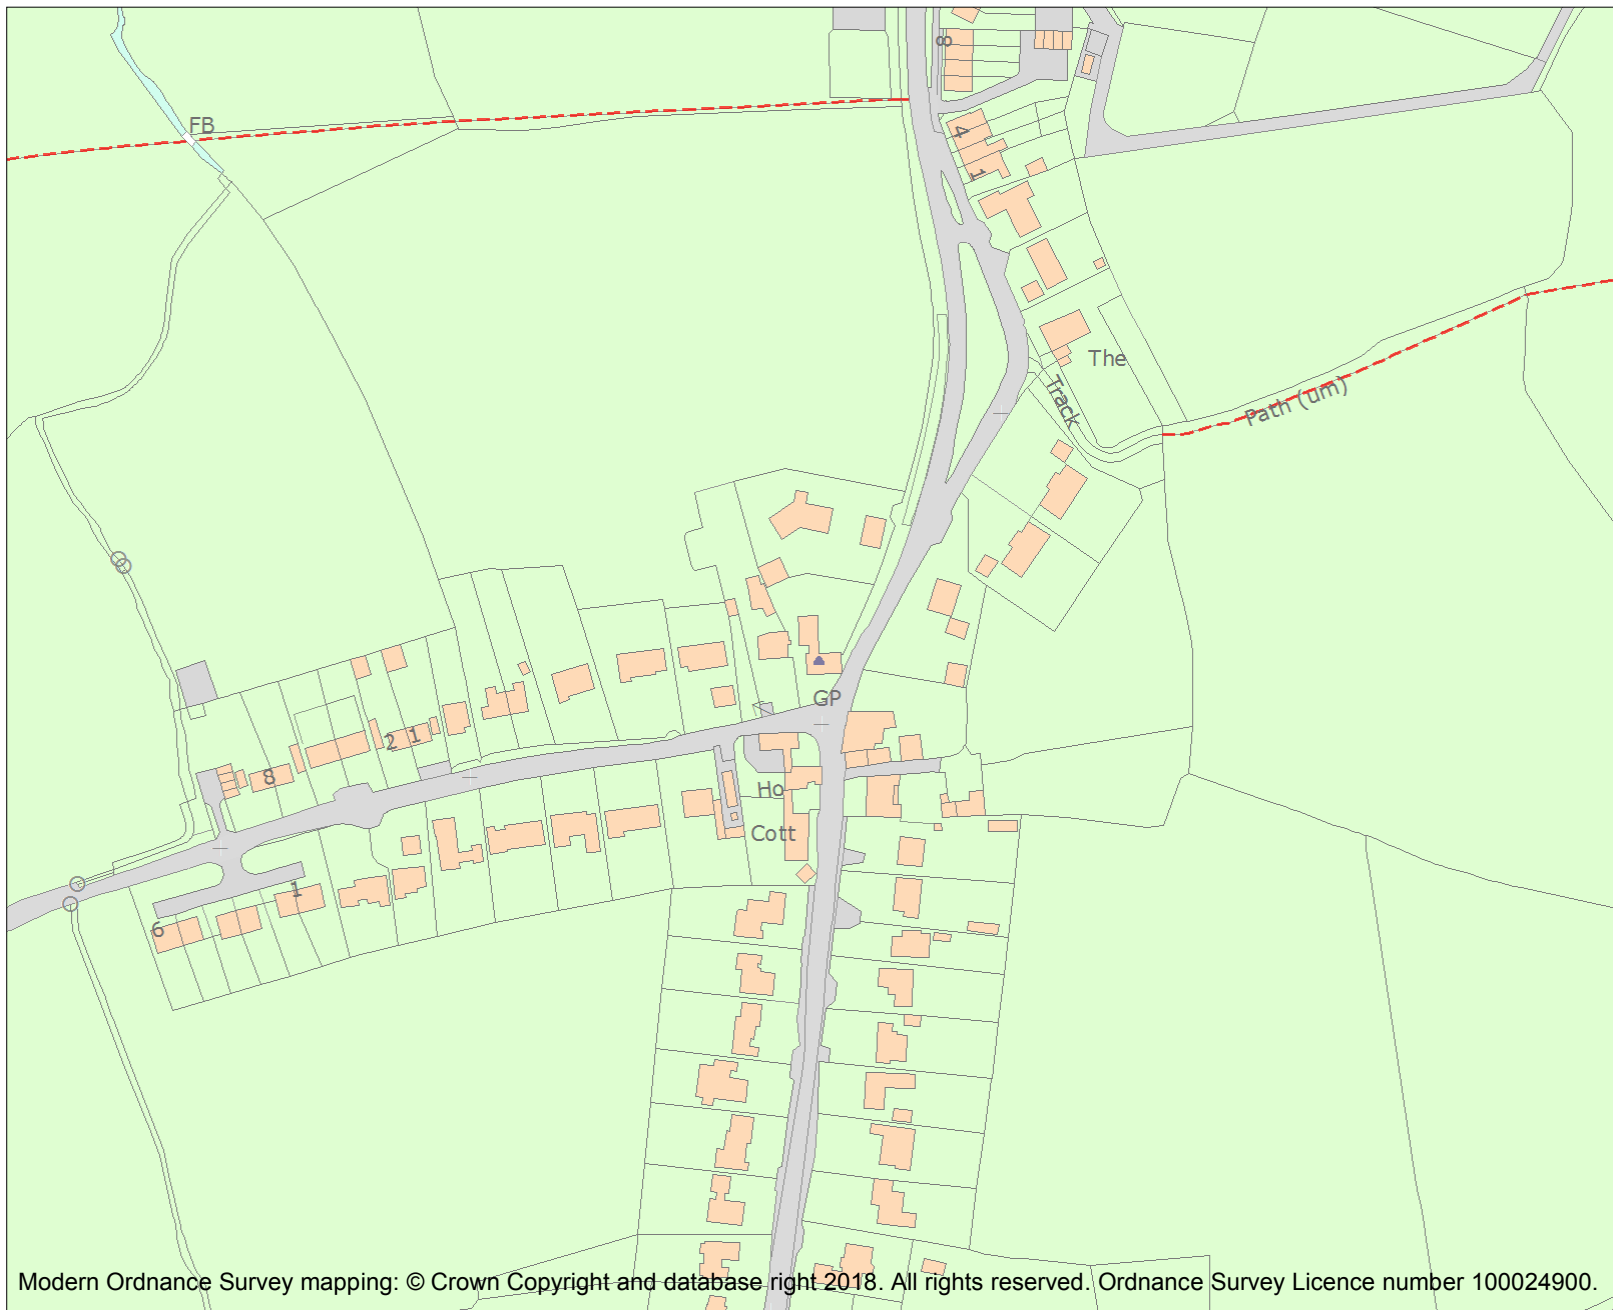 8
FB
4
1
The
Track
Path (um)
GP
2 1
8
Ho
Cott
1
6
Modern Ordnance Survey mapping: © Crown Copyright and database right 2018. All rights reserved. Ordnance Survey Licence number 100024900.